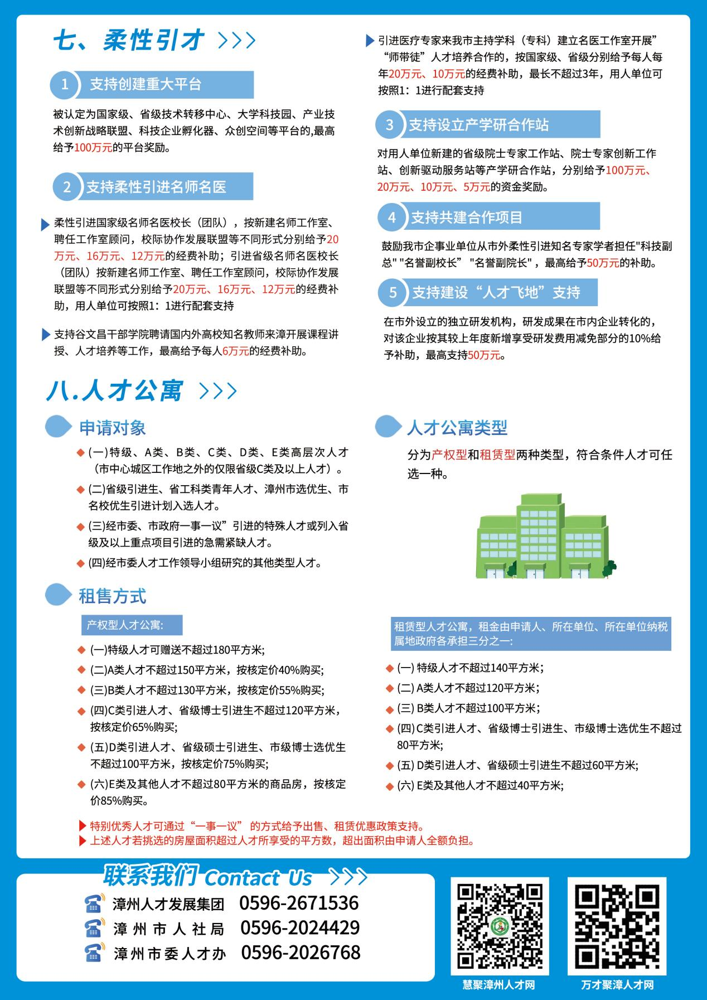 七、柔性引才
1 支持创建重大平台
被认定为国家级、省级技术转移中心、大学科技园、产业技
术创新战略联盟、科技企业孵化器、众创空间等平台的,最高
给予100万元的平台奖励。
2 支持柔性引进名师名医
柔性引进国家级名师名医校长（团队），按新建名师工作室、
聘任工作室顾问，校际协作发展联盟等不同形式分别给予20
万元、16万元、12万元的经费补助；引进省级名师名医校长
（团队）按新建名师工作室、聘任工作室顾问，校际协作发展
联盟等不同形式分别给予20万元、16万元、12万元的经费补
助，用人单位可按照1：1进行配套支持
支持谷文昌干部学院聘请国内外高校知名教师来漳开展课程讲
授、人才培养等工作，最高给予每人6万元的经费补助。
引进医疗专家来我市主持学科（专科）建立名医工作室开展”
“师带徒”人才培养合作的，按国家级、省级分别给予每人每
年20万元、10万元的经费补助，最长不超过3年，用人单位可
按照1：1进行配套支持
3 支持设立产学研合作站
对用人单位新建的省级院士专家工作站、院士专家创新工作
站、创新驱动服务站等产学研合作站，分别给予100万元、
20万元、10万元、5万元的资金奖励。
4 支持共建合作项目
鼓励我市企事业单位从市外柔性引进知名专家学者担任"科技副
总" "名誉副校长” "名誉副院长" ，最高给予50万元的补助。
5 支持建设“人才飞地”支持
在市外设立的独立研发机构，研发成果在市内企业转化的，
对该企业按其较上年度新增享受研发费用减免部分的10%给
予补助，最高支持50万元。
八.人才公寓
申请对象
(一)特级、A类、B类、C类、D类、E类高层次人才
（市中心城区工作地之外的仅限省级C类及以上人才）。
(二)省级引进生、省工科类青年人才、漳州市选优生、市
名校优生引进计划入选人才。
(三)经市委、市政府一事一议”引进的特殊人才或列入省
级及以上重点项目引进的急需紧缺人才。
(四)经市委人才工作领导小组研究的其他类型人才。
人才公寓类型
分为产权型和租赁型两种类型，符合条件人才可任
选一种。
租售方式
产权型人才公寓:
(一)特级人才可赠送不超过180平方米;
(二)A类人才不超过150平方米，按核定价40%购买;
(三)B类人才不超过130平方米，按核定价55%购买;
(四)C类引进人才、省级博士引进生不超过120平方米，
按核定价65%购买;
(五)D类引进人才、省级硕士引进生、市级博士选优生
不超过100平方米，按核定价75%购买;
(六)E类及其他人才不超过80平方米的商品房，按核定
价85%购买。
租赁型人才公寓，租金由申请人、所在单位、所在单位纳税
属地政府各承担三分之一:
(一) 特级人才不超过140平方米；
(二) A类人才不超过120平方米；
(三) B类人才不超过100平方米；
(四) C类引进人才、省级博士引进生、市级博士选优生不超过
80平方米;
(五) D类引进人才、省级硕士引进生不超过60平方米;
(六) E类及其他人才不超过40平方米;
特别优秀人才可通过“一事一议” 的方式给予出售、租赁优惠政策支持。
上述人才若挑选的房屋面积超过人才所享受的平方数，超出面积由申请人全额负担。
联系我们 Contact Us
漳州人才发展集团 0596-2671536
漳州市人社局 0596-2024429
漳州市委人才办 0596-2026768
慧聚漳州人才网
万才聚漳人才网